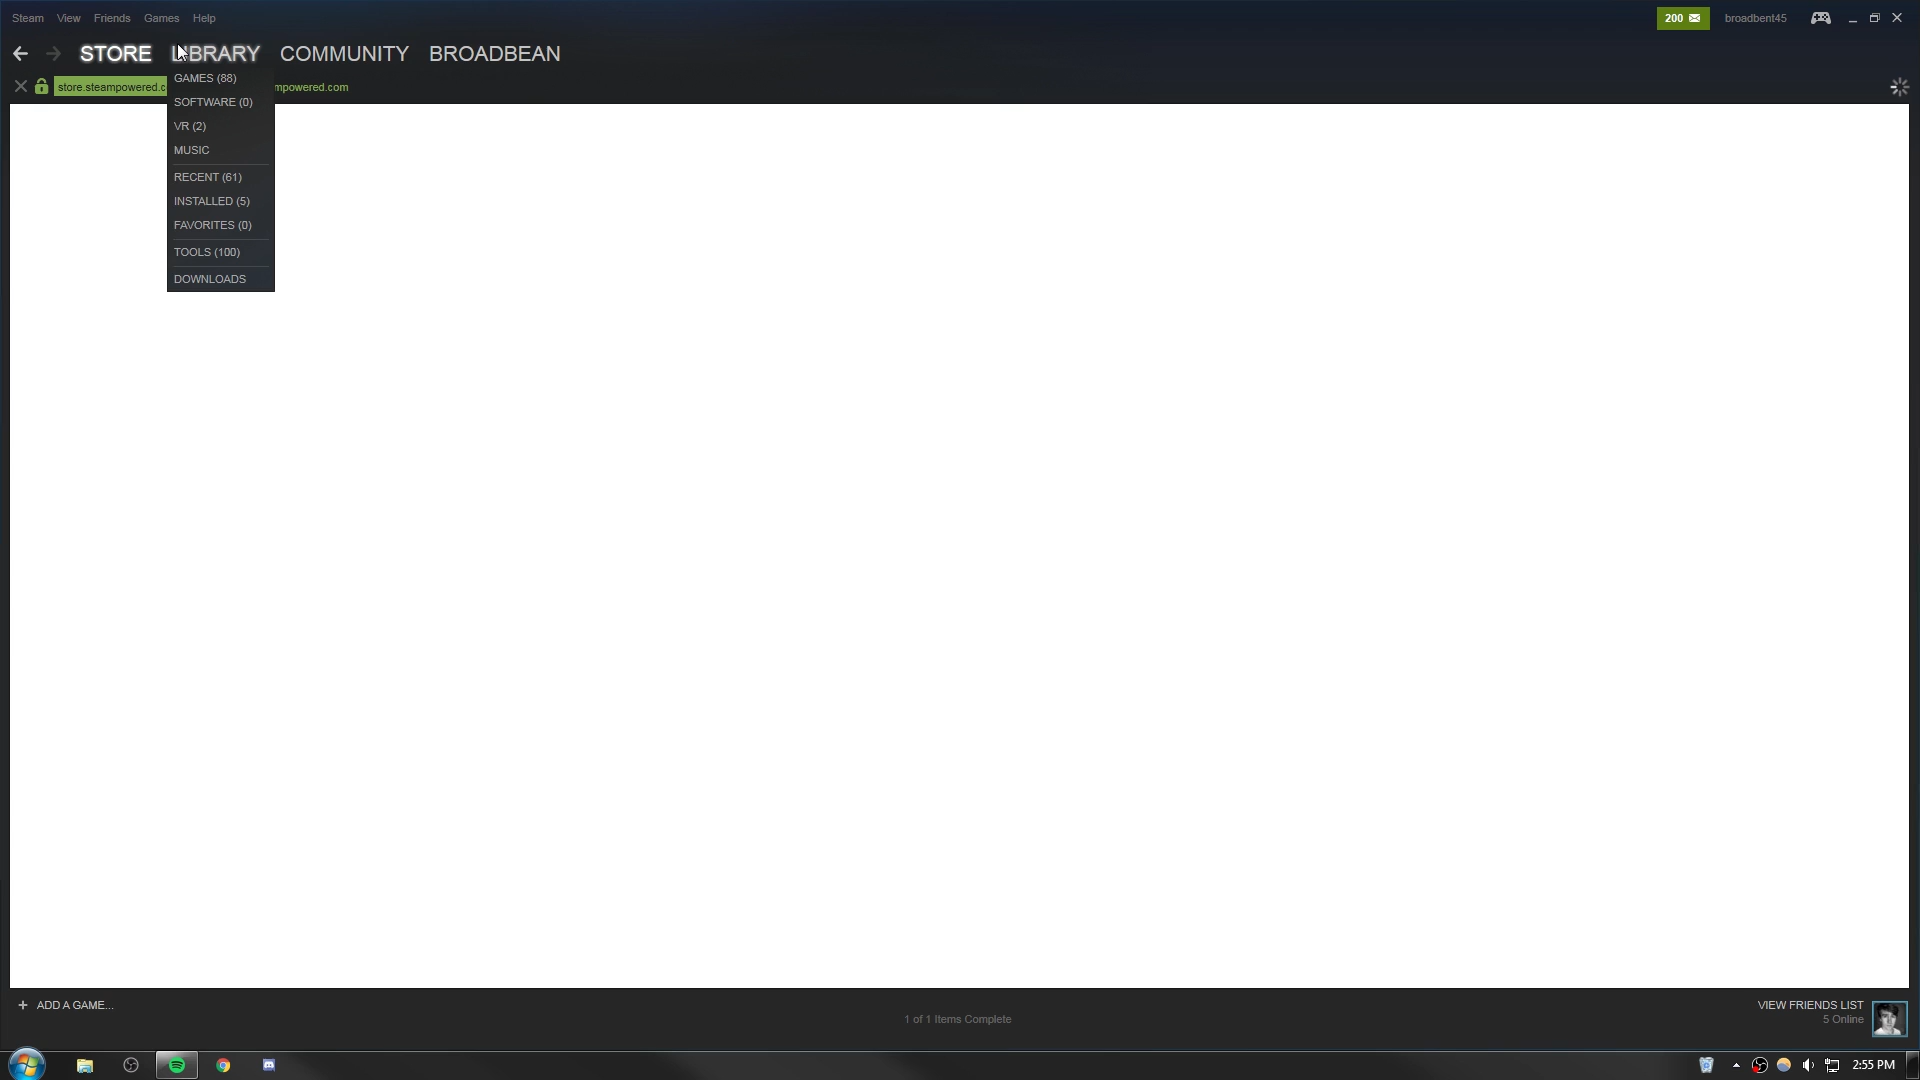 Steam View Friends Games Help
200 broadbent45
STORE LIBRARY COMMUNITY BROADBEAN
GAMES (88)
store.steampowered.c mpowered.com
SOFTWARE (0)
VR (2)
MUSIC
RECENT (61)
INSTALLED (5)
FAVORITES (0)
TOOLS (100)
DOWNLOADS
+ ADD A GAME...
VIEW FRIENDS LIST
1 of 1 Items Complete
5 Online
2:55 PM